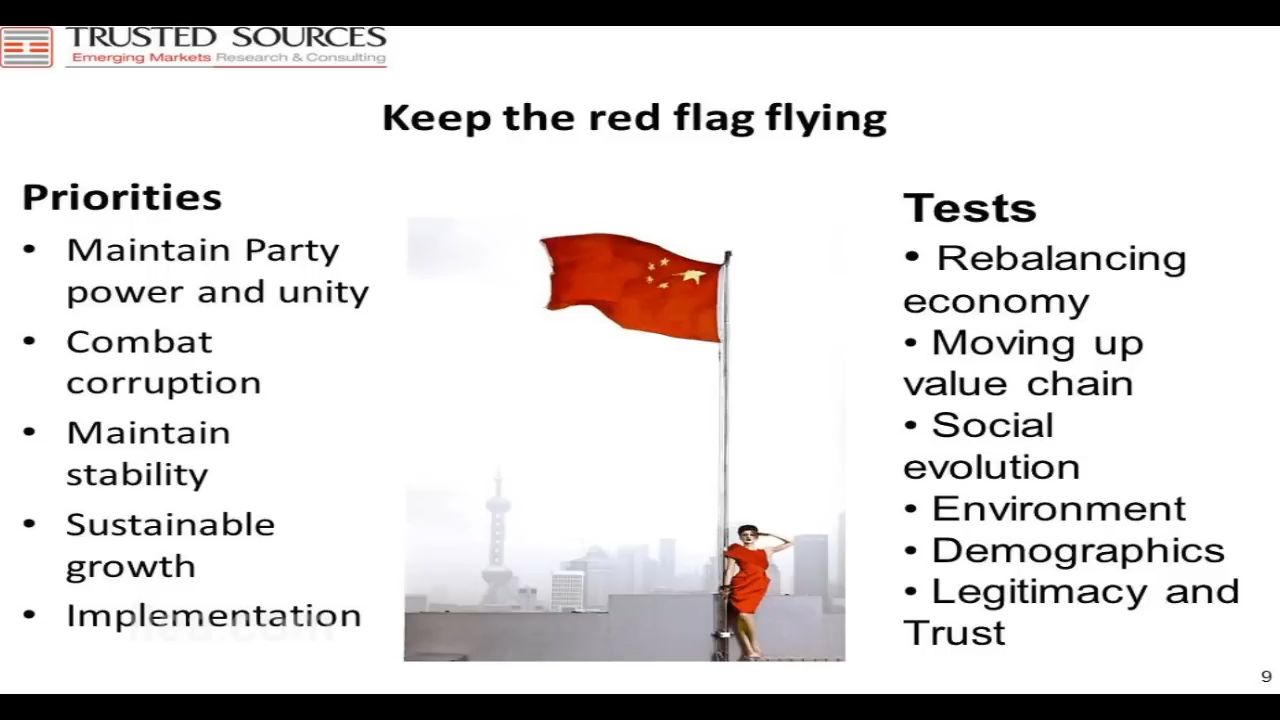 TRUSTED SOURCES
Emerging Markets Research & Consulting
Keep the red flag flying
Priorities
• Maintain Party
power and unity
• Combat
corruption
• Maintain
stability
• Sustainable
growth
• Implementation
Tests
• Rebalancing
economy
• Moving up
value chain
• Social
evolution
• Environment
• Demographics
• Legitimacy and
Trust
9